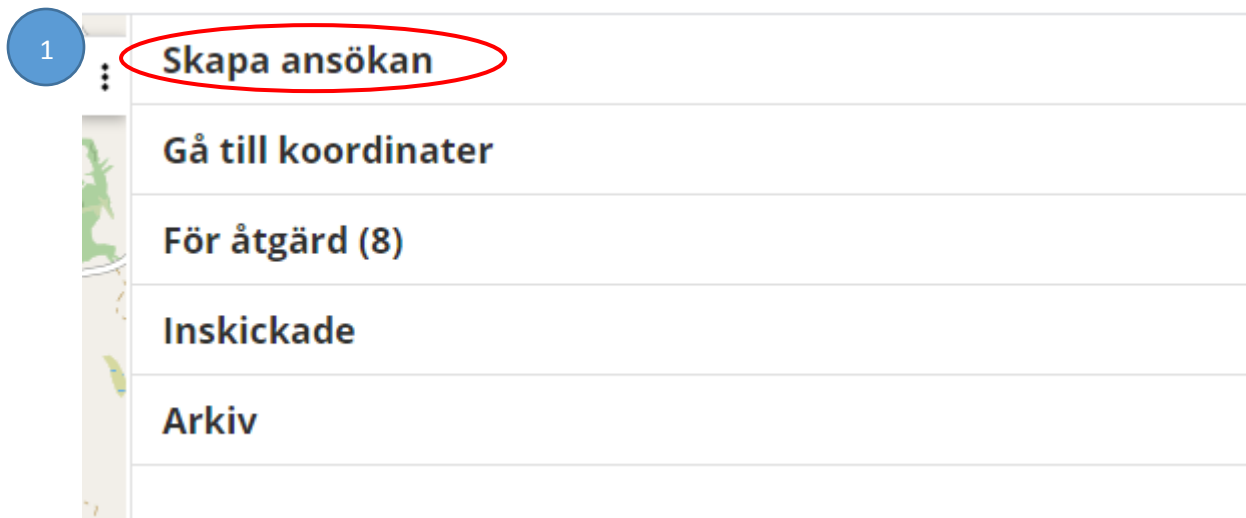 1
Skapa ansökan
Gå till koordinater
För åtgärd (8)
Inskickade
Arkiv